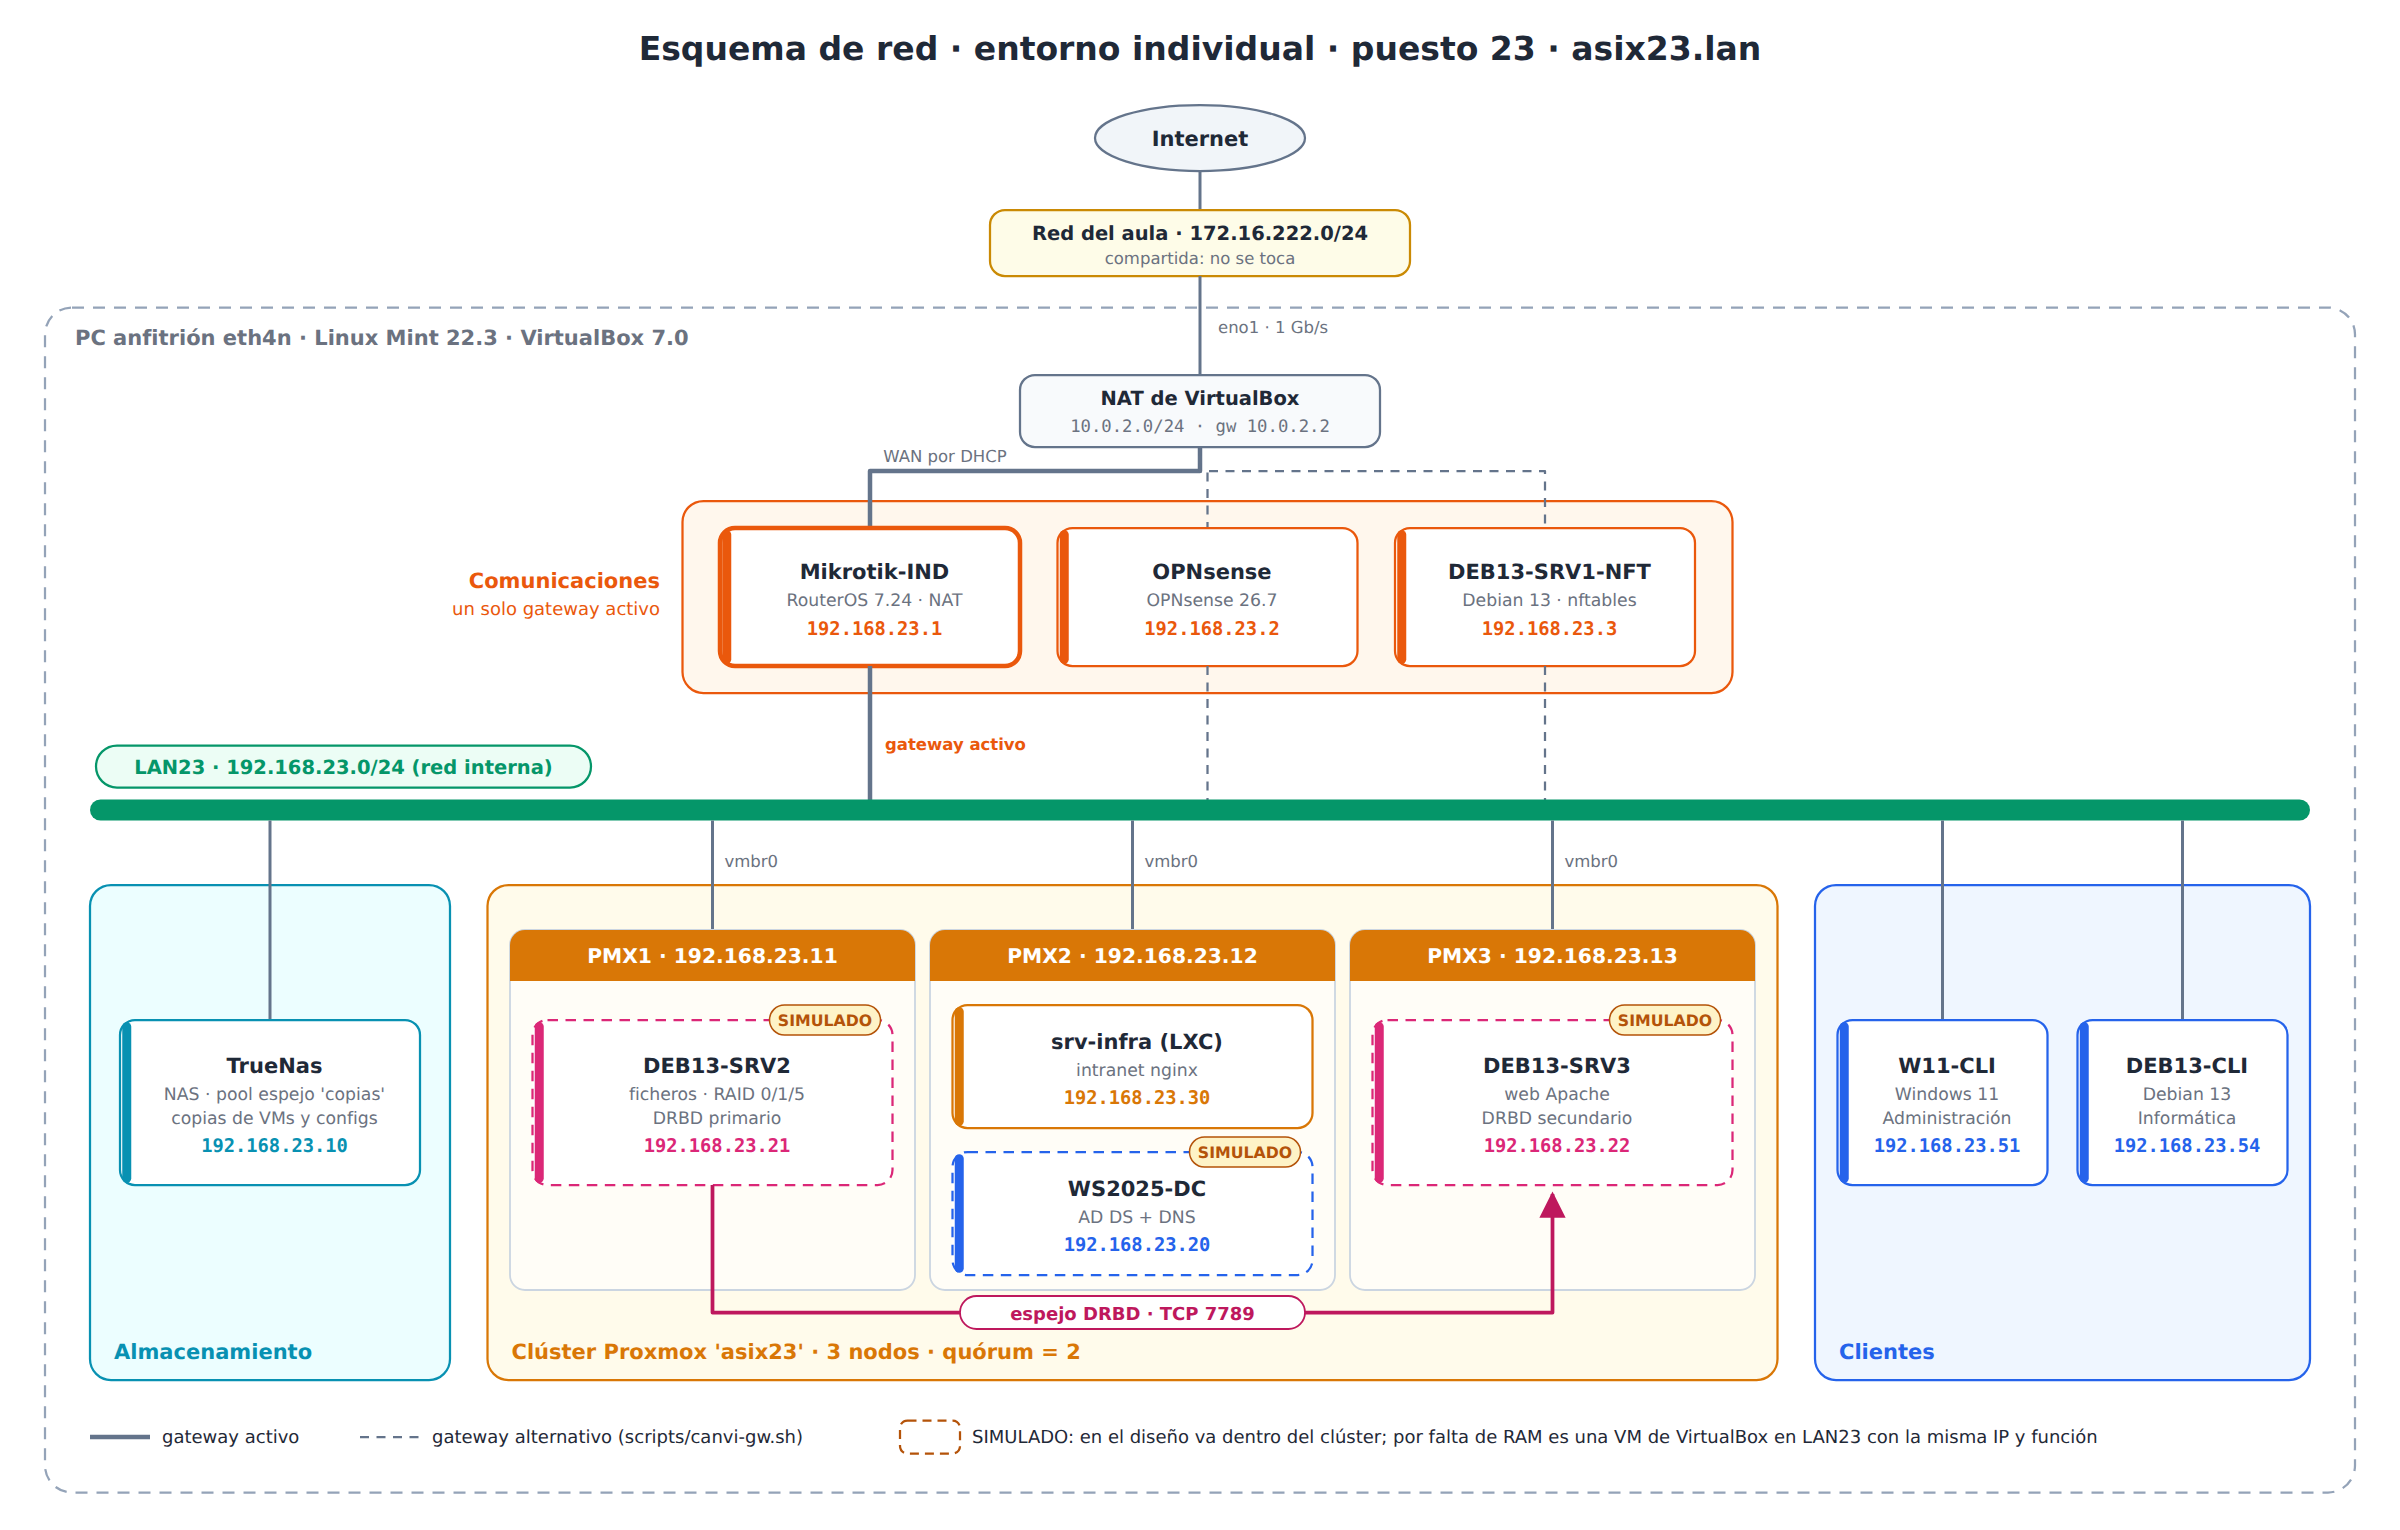 Esquema de red · entorno individual · puesto 23 · asix23.lan
Internet
Red del aula · 172.16.222.0/24
compartida: no se toca
PC anfitrión eth4n · Linux Mint 22.3 · VirtualBox 7.0
eno1 · 1 Gb/s
NAT de VirtualBox
10.0.2.0/24 · gw 10.0.2.2
WAN por DHCP
Comunicaciones
un solo gateway activo
Mikrotik-IND
RouterOS 7.24 · NAT
192.168.23.1
OPNsense
OPNsense 26.7
192.168.23.2
DEB13-SRV1-NFT
Debian 13 · nftables
192.168.23.3
gateway activo
LAN23 · 192.168.23.0/24 (red interna)
vmbr0
vmbr0
vmbr0
TrueNas
NAS · pool espejo 'copias'
copias de VMs y configs
192.168.23.10
Almacenamiento
PMX1 · 192.168.23.11
SIMULADO
DEB13-SRV2
ficheros · RAID 0/1/5
DRBD primario
192.168.23.21
PMX2 · 192.168.23.12
srv-infra (LXC)
intranet nginx
192.168.23.30
SIMULADO
WS2025-DC
AD DS + DNS
192.168.23.20
PMX3 · 192.168.23.13
SIMULADO
DEB13-SRV3
web Apache
DRBD secundario
192.168.23.22
espejo DRBD · TCP 7789
Clúster Proxmox 'asix23' · 3 nodos · quórum = 2
W11-CLI
Windows 11
Administración
192.168.23.51
DEB13-CLI
Debian 13
Informática
192.168.23.54
Clientes
gateway activo
gateway alternativo (scripts/canvi-gw.sh)
SIMULADO: en el diseño va dentro del clúster; por falta de RAM es una VM de VirtualBox en LAN23 con la misma IP y función